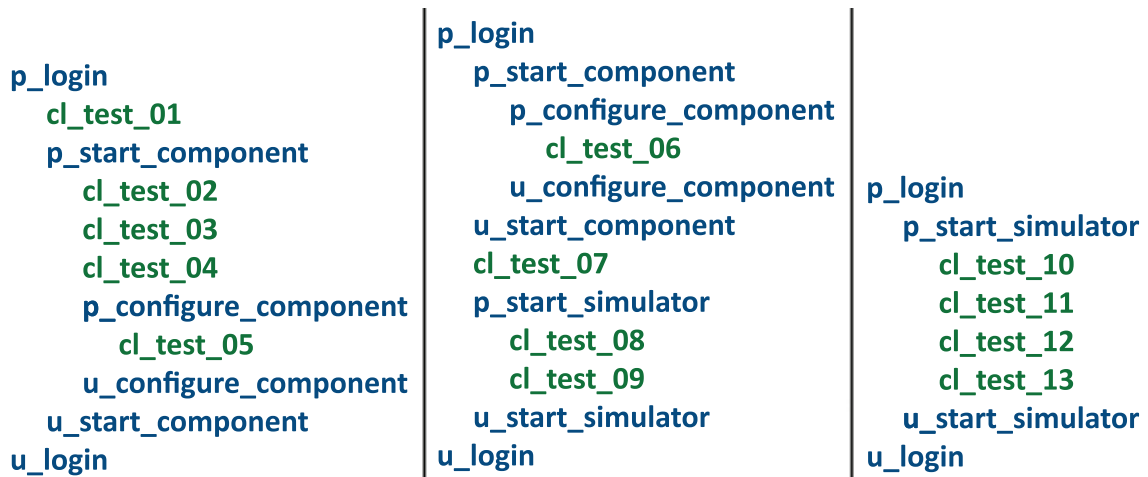 p_login
cl_test_01
p_start_component
cl_test_02
cl_test_03
cl_test_04
p_configure_component
cl_test_05
u_configure_component
u_start_component
u_login
p_login
p_start_component
p_configure_component
cl_test_06
u_configure_component
u_start_component
cl_test_07
p_start_simulator
cl_test_08
cl_test_09
u_start_simulator
u_login
p_login
p_start_simulator
cl_test_10
cl_test_11
cl_test_12
cl_test_13
u_start_simulator
u_login